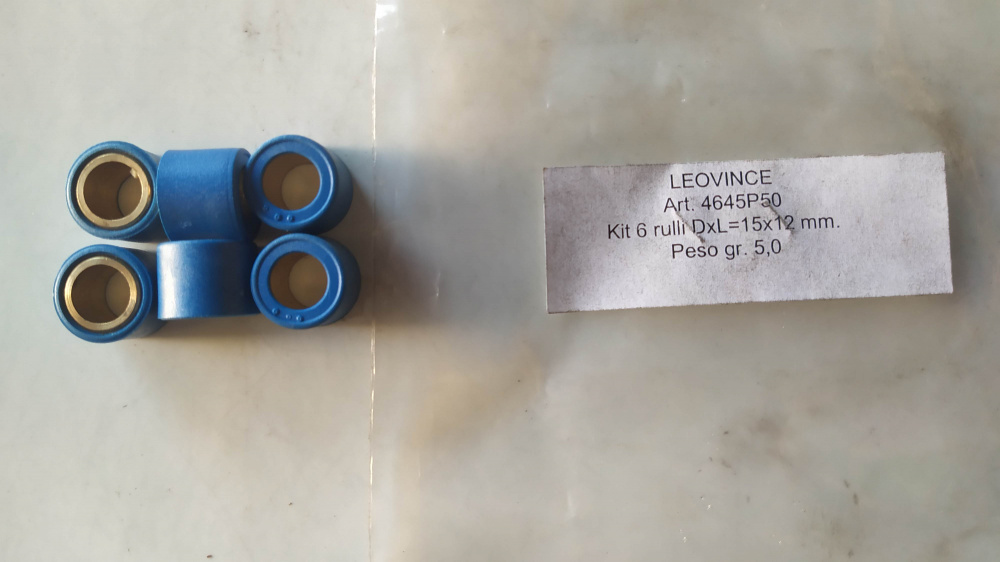 LEOVINCE
Art. 4645P50
Kit 6 rulli DxL=15x12 mm.
Peso gr. 5,0